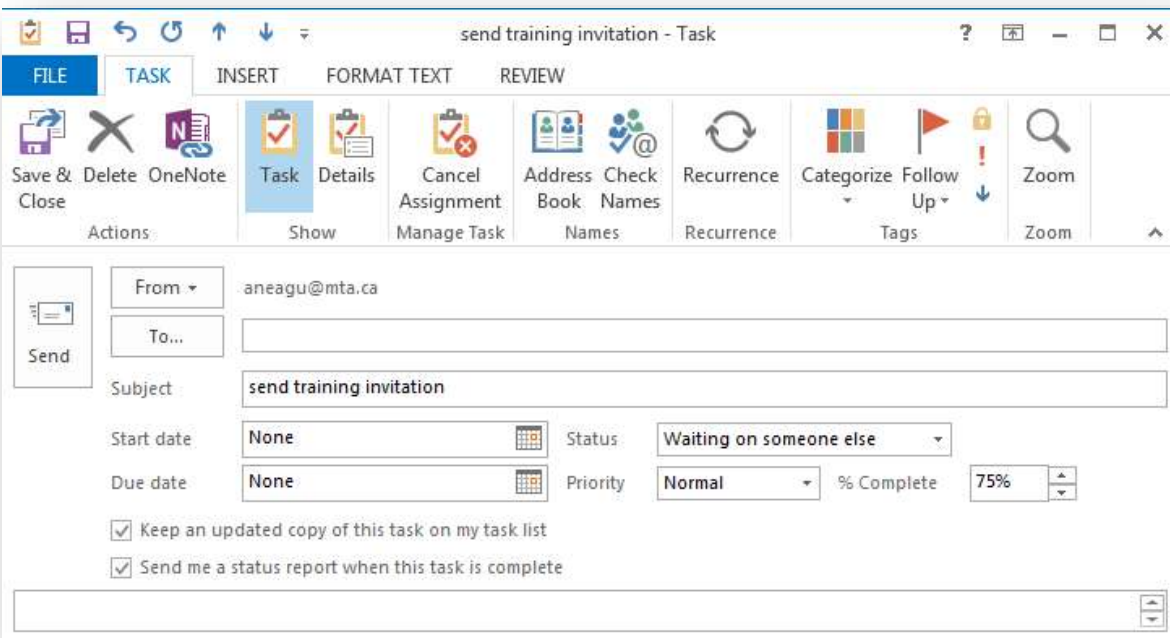 send training invitation - Task
?
FILE TASK INSERT FORMAT TEXT REVIEW
Save & Close
Delete
OneNote
Task
Details
Cancel Assignment
Address Book
Check Names
Recurrence
Categorize
Follow Up
!
Zoom
Actions Show Manage Task Names Recurrence Tags Zoom
Send
From aneagu@mta.ca
To...
Subject send training invitation
Start date None Status Waiting on someone else
Due date None Priority Normal % Complete 75%
Keep an updated copy of this task on my task list
Send me a status report when this task is complete